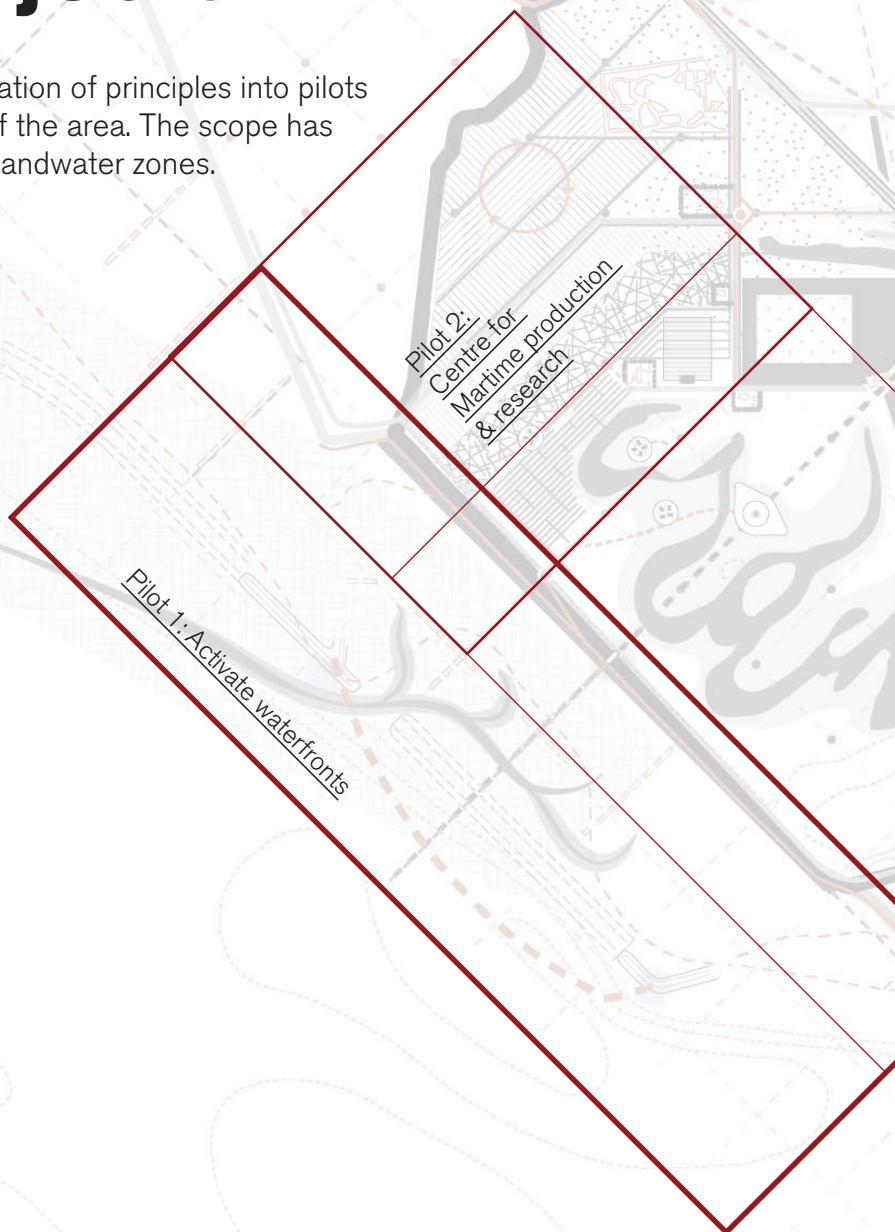 ation of principles into pilots
f the area. The scope has
andwater zones.
Pilot 2:
Centre for
Martime production
& research
Pilot 1: Activate waterfronts